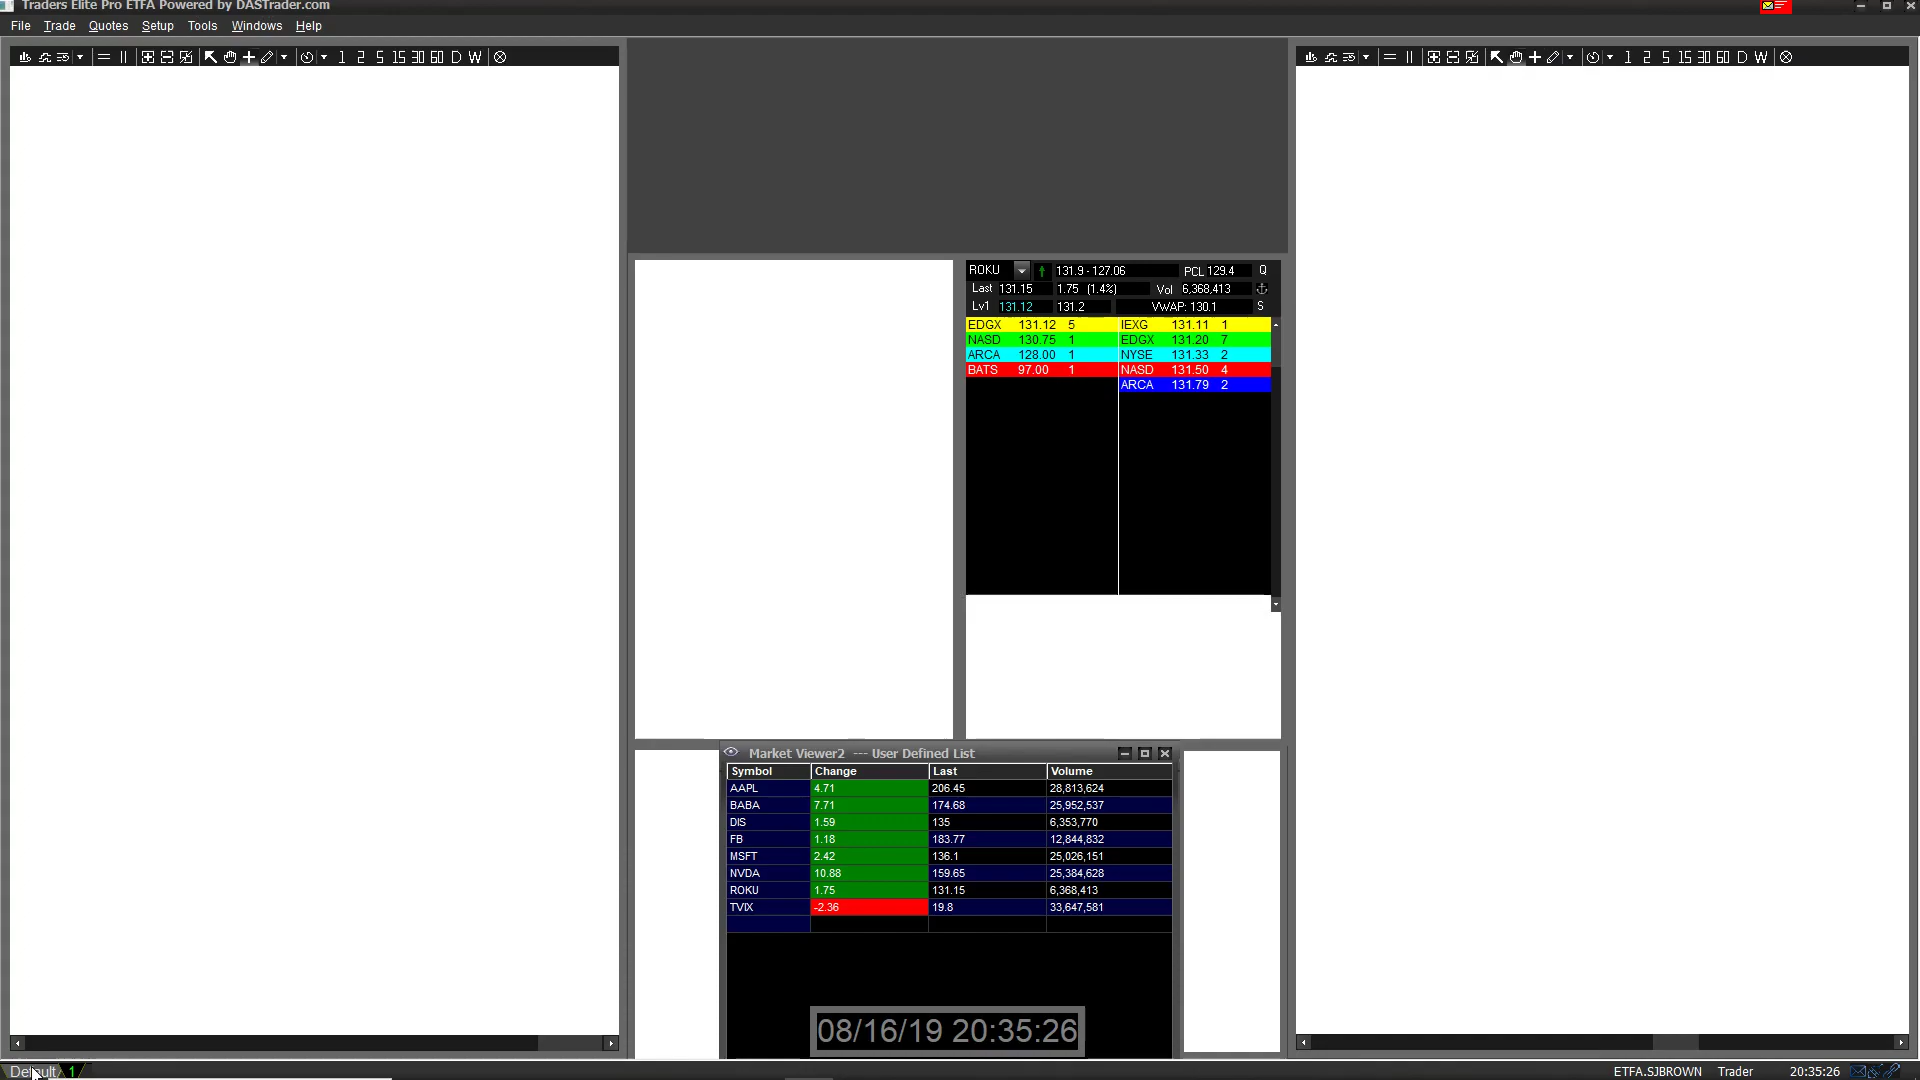 Traders Elite Pro ETFA Powered by DASTrader.com
File Trade Quotes Setup Tools Windows Help
1 2 5 15 30 60 D W
1 2 5 15 30 60 D W
ROKU 131.9 - 127.06 PCL 129.4 Q
Last 131.15 1.75 (1.4%) Vol 6,368,413
Lv1 131.12 131.2 VWAP: 130.1 S
EDGX 131.12 5 IEXG 131.11 1
NASD 130.75 1 EDGX 131.20 7
ARCA 128.00 1 NYSE 131.33 2
BATS 97.00 1 NASD 131.50 4
ARCA 131.79 2
Market Viewer2 --- User Defined List
Symbol Change Last Volume
AAPL 4.71 206.45 28,813,624
BABA 7.71 174.68 25,952,537
DIS 1.59 135 6,353,770
FB 1.18 183.77 12,844,832
MSFT 2.42 136.1 25,026,151
NVDA 10.88 159.65 25,384,628
ROKU 1.75 131.15 6,368,413
TVIX -2.36 19.8 33,647,581
08/16/19 20:35:26
Default 1
ETFA.SJBROWN Trader 20:35:26